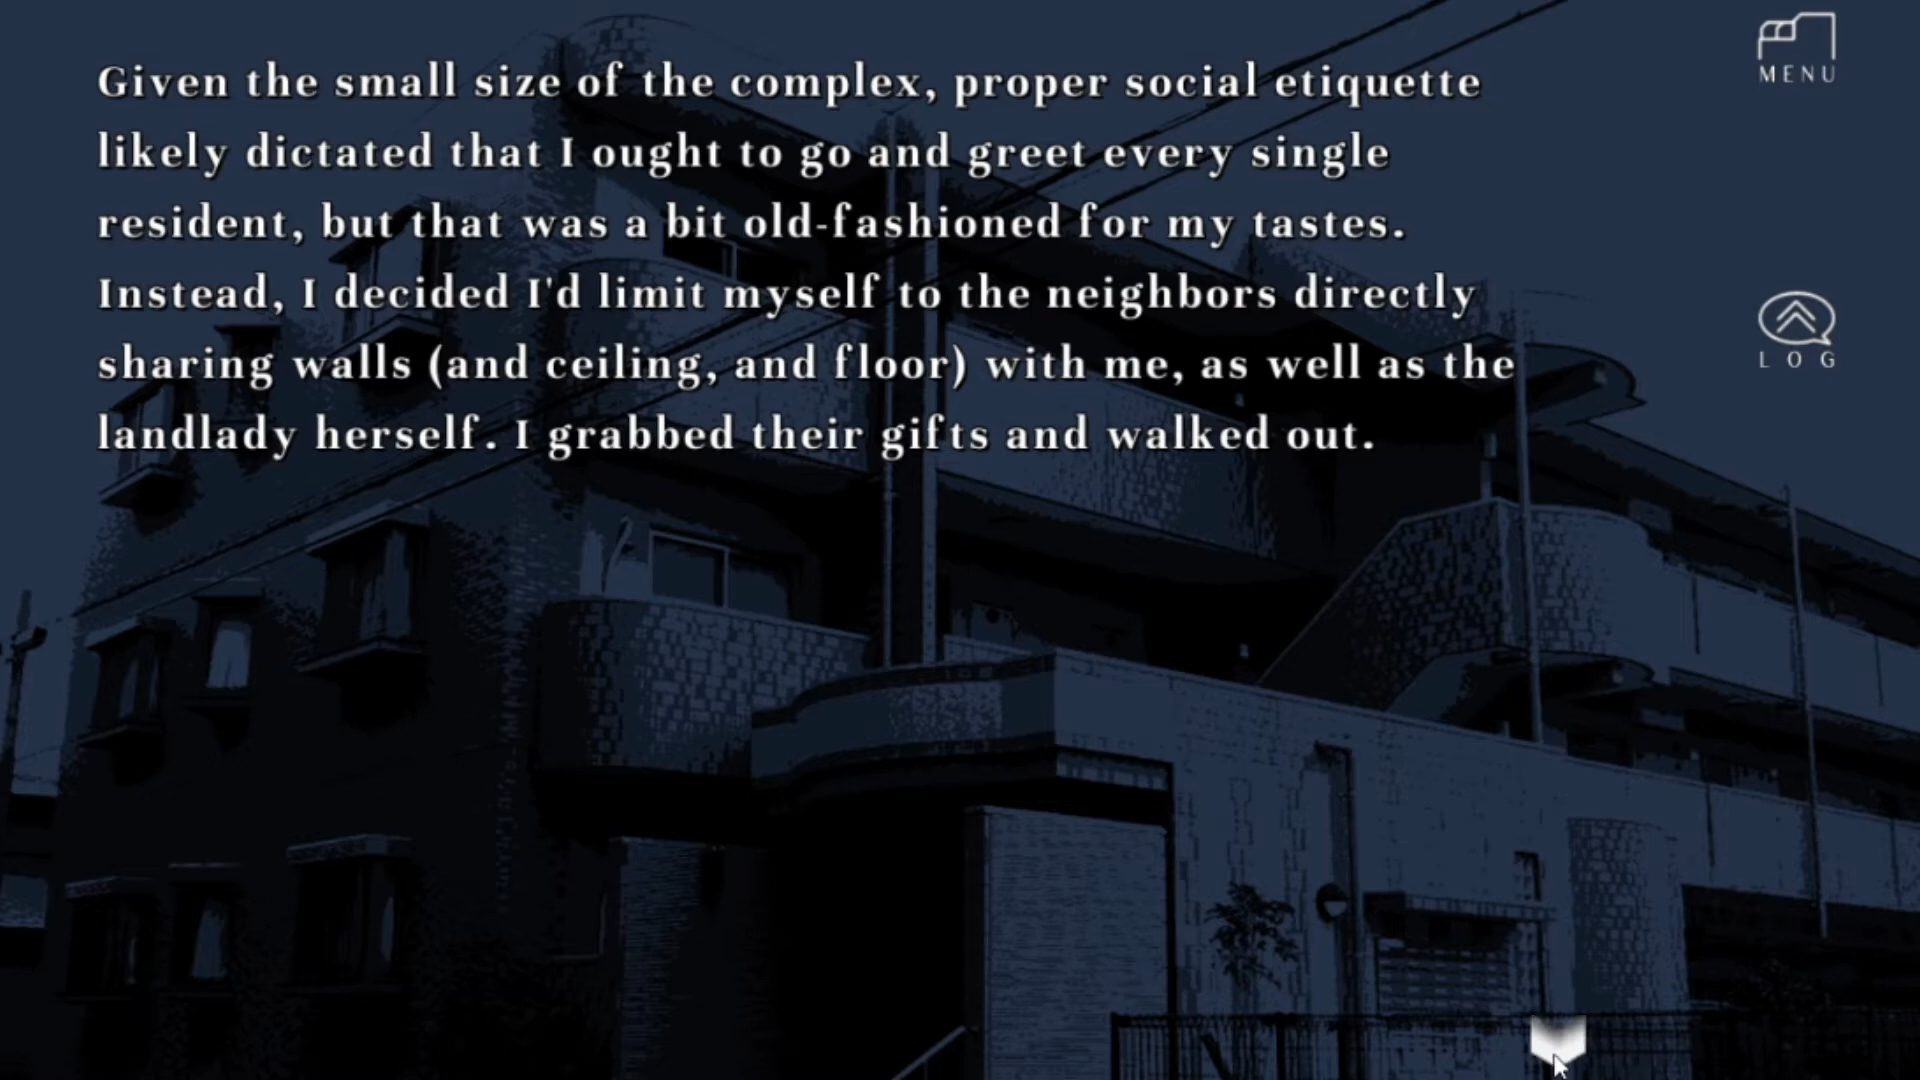 Given the small size of the complex, proper social etiquette
likely dictated that I ought to go and greet every single
resident, but that was a bit old-fashioned for my tastes.
Instead, I decided I'd limit myself to the neighbors directly
sharing walls (and ceiling, and floor) with me, as well as the
landlady herself. I grabbed their gifts and walked out.
MENU
LOG